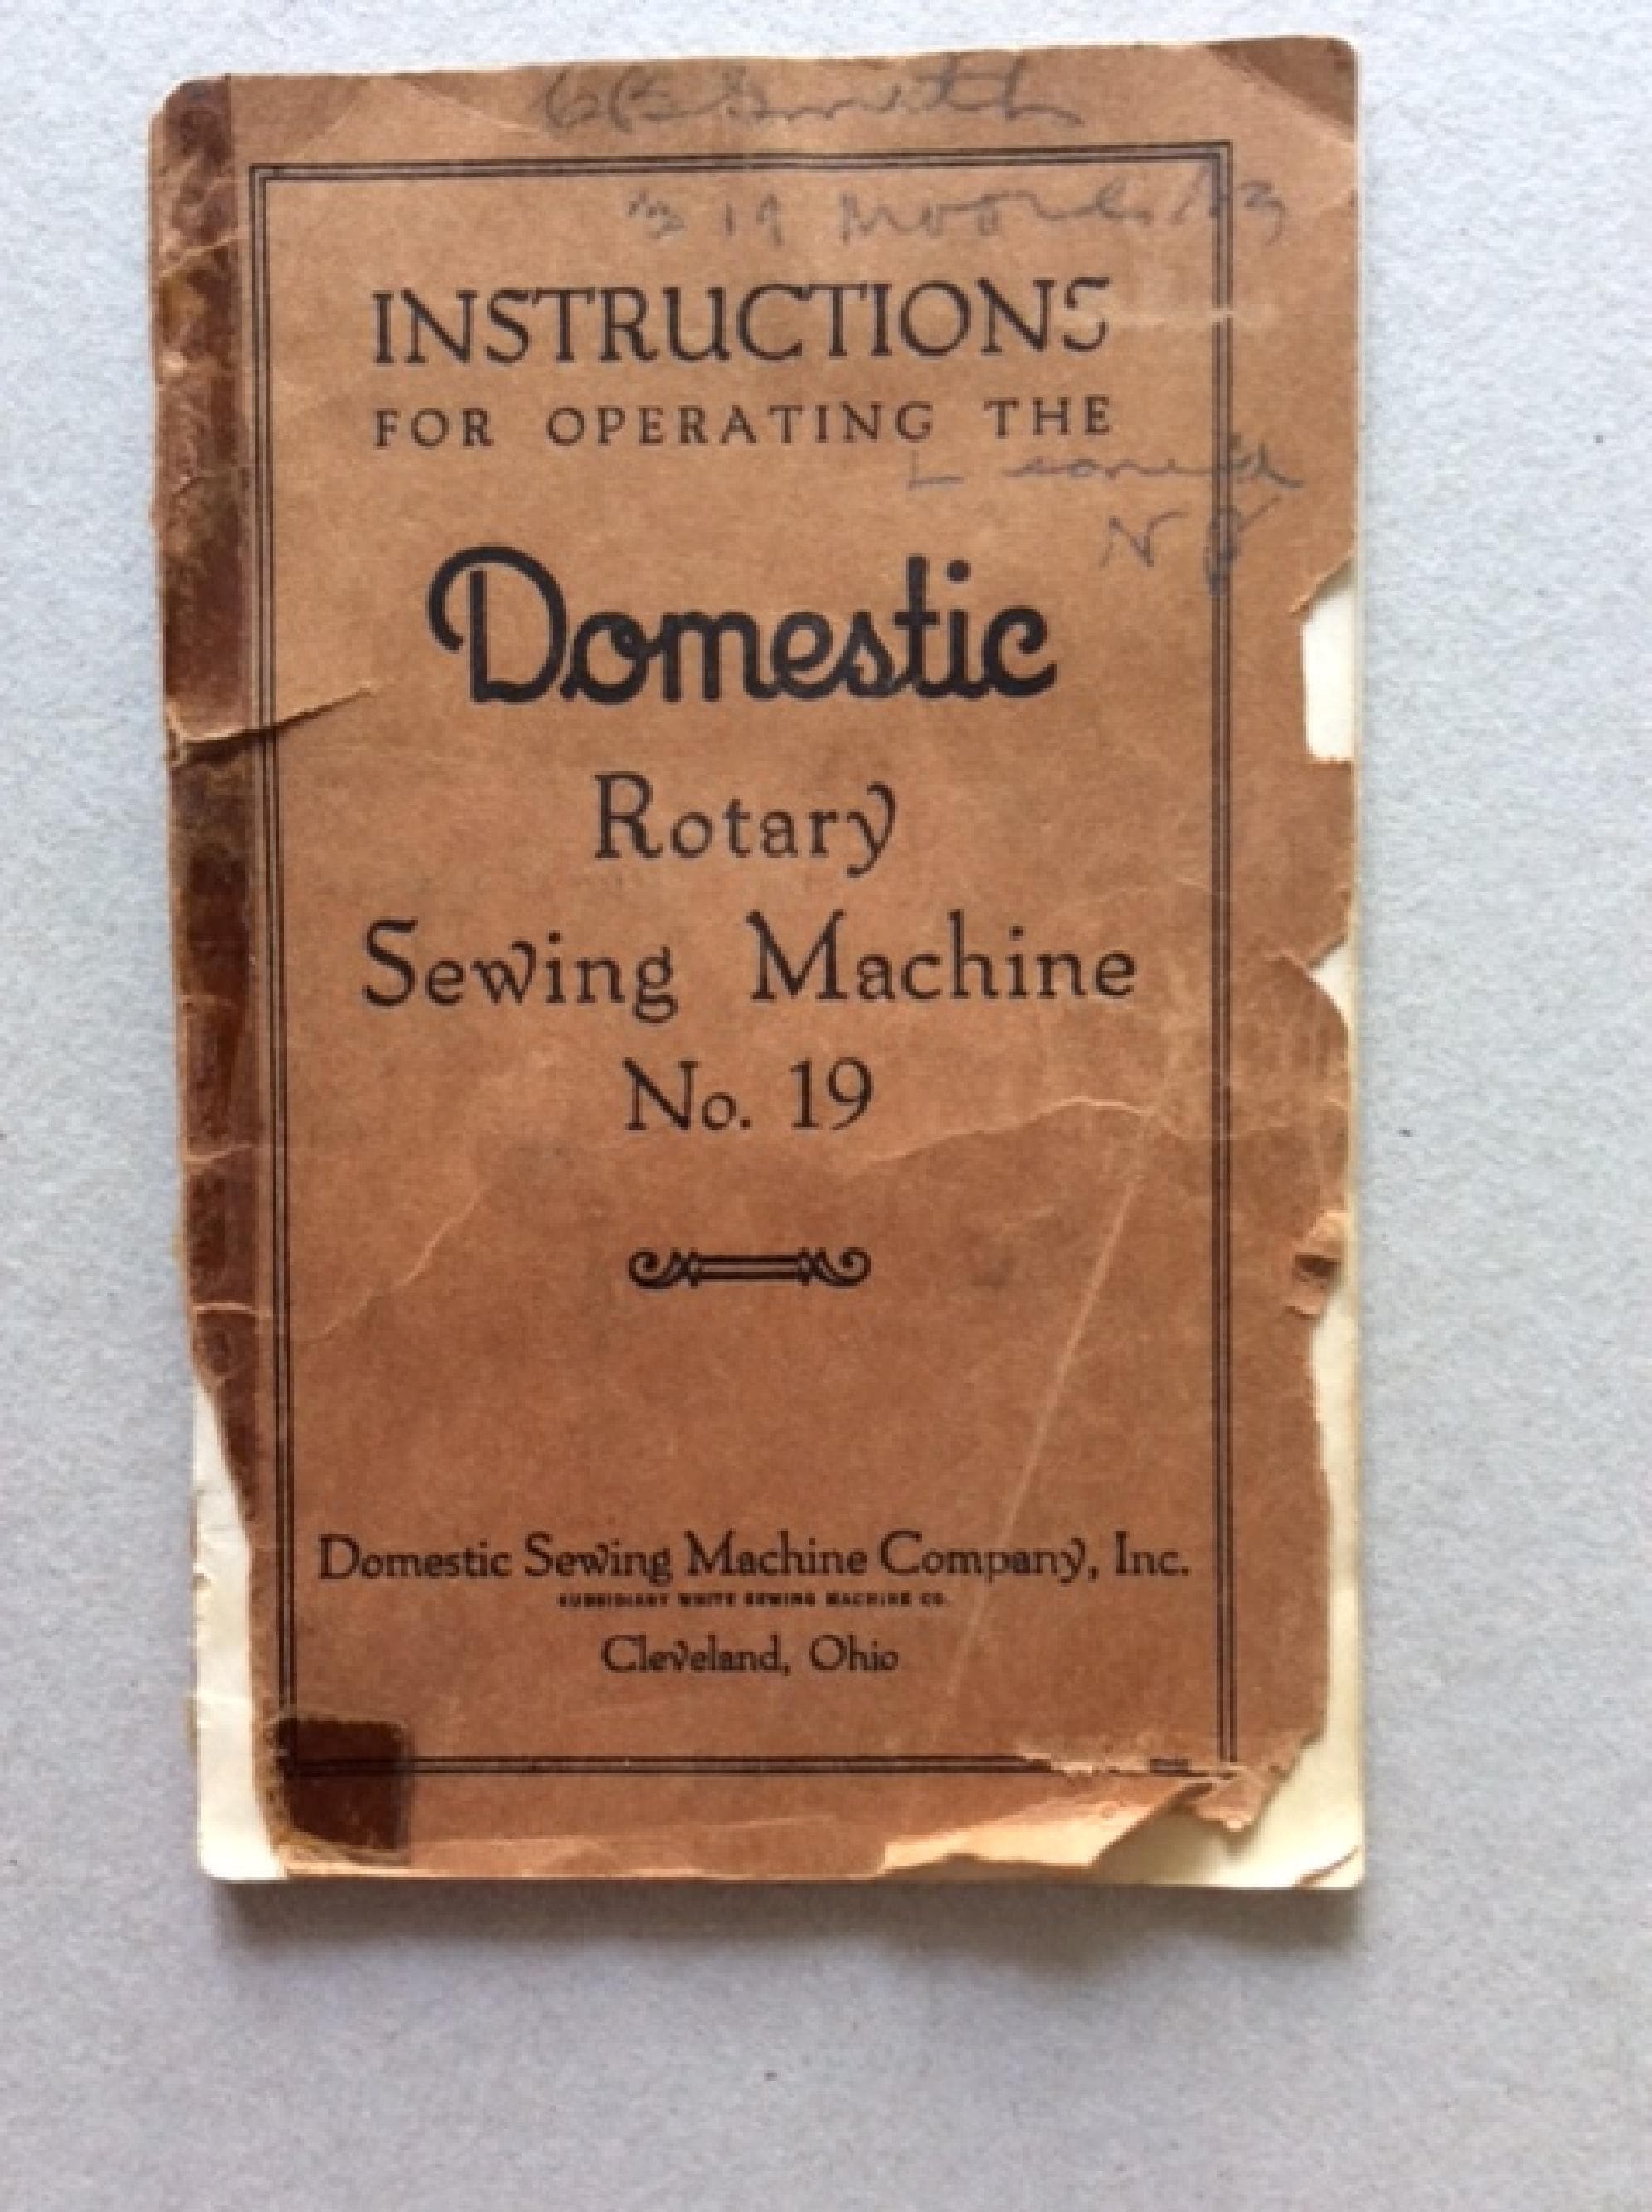 Smith
INSTRUCTIONS
FOR OPERATING THE
Domestic
Rotary
Sewing Machine
No. 19
Domestic Sewing Machine Company, Inc.
SUBSIDIARY WHITE SEWING MACHINE CO.
Cleveland, Ohio